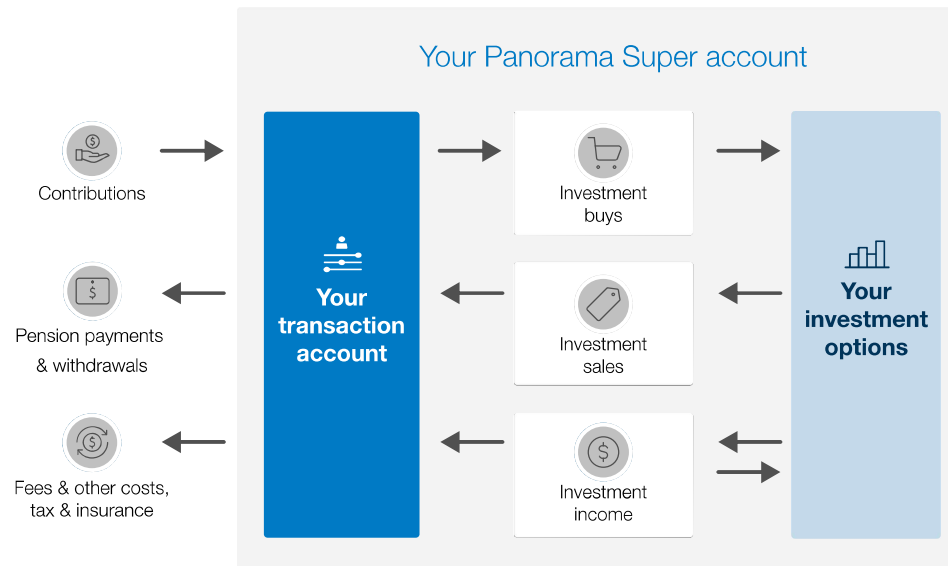 Your Panorama Super account
Contributions
Investment
buys
Your
transaction
account
Your
investment
options
Pension payments
& withdrawals
Investment
sales
Fees & other costs,
tax & insurance
Investment
income
$
$
$
$